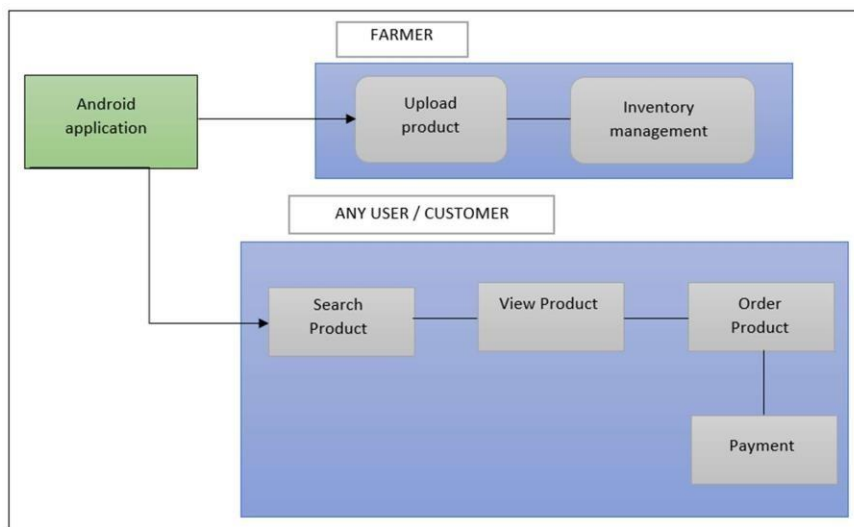 FARMER
Android
application
Upload
product
Inventory
management
ANY USER / CUSTOMER
Search
Product
View Product
Order
Product
Payment